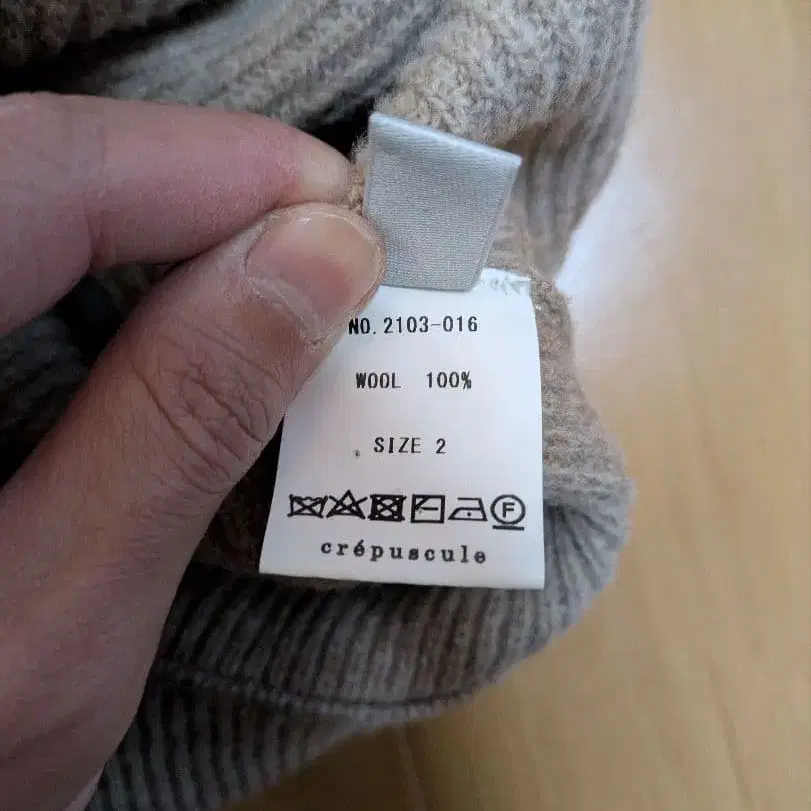 NO. 2103-016
WOOL 100%
SIZE 2
F
crépuscule